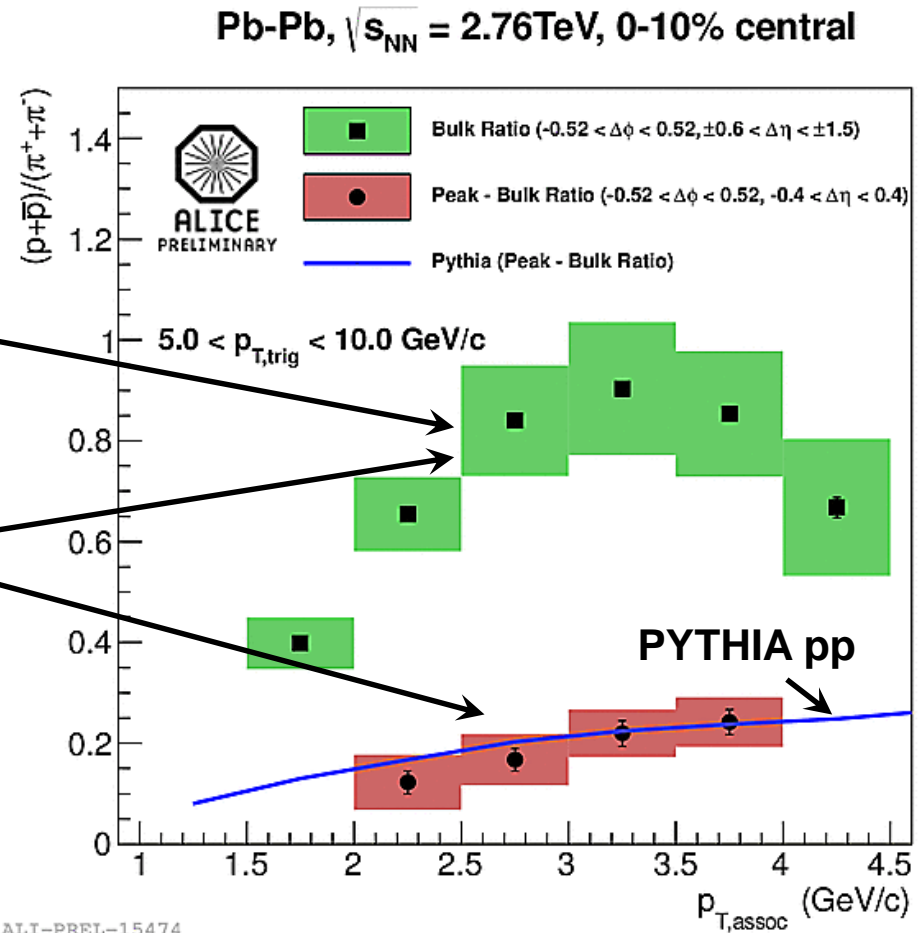 Pb-Pb, √s_NN = 2.76TeV, 0-10% central
(p+p̅)/(π⁺+π⁻)
Bulk Ratio (-0.52 < Δφ < 0.52,±0.6 < Δη < ±1.5)
Peak - Bulk Ratio (-0.52 < Δφ < 0.52, -0.4 < Δη < 0.4)
Pythia (Peak - Bulk Ratio)
ALICE
PRELIMINARY
5.0 < p_T,trig < 10.0 GeV/c
PYTHIA pp
1.4
1.2
1
0.8
0.6
0.4
0.2
0
1 1.5 2 2.5 3 3.5 4 4.5
p_T,assoc (GeV/c)
ALI-PREL-15474